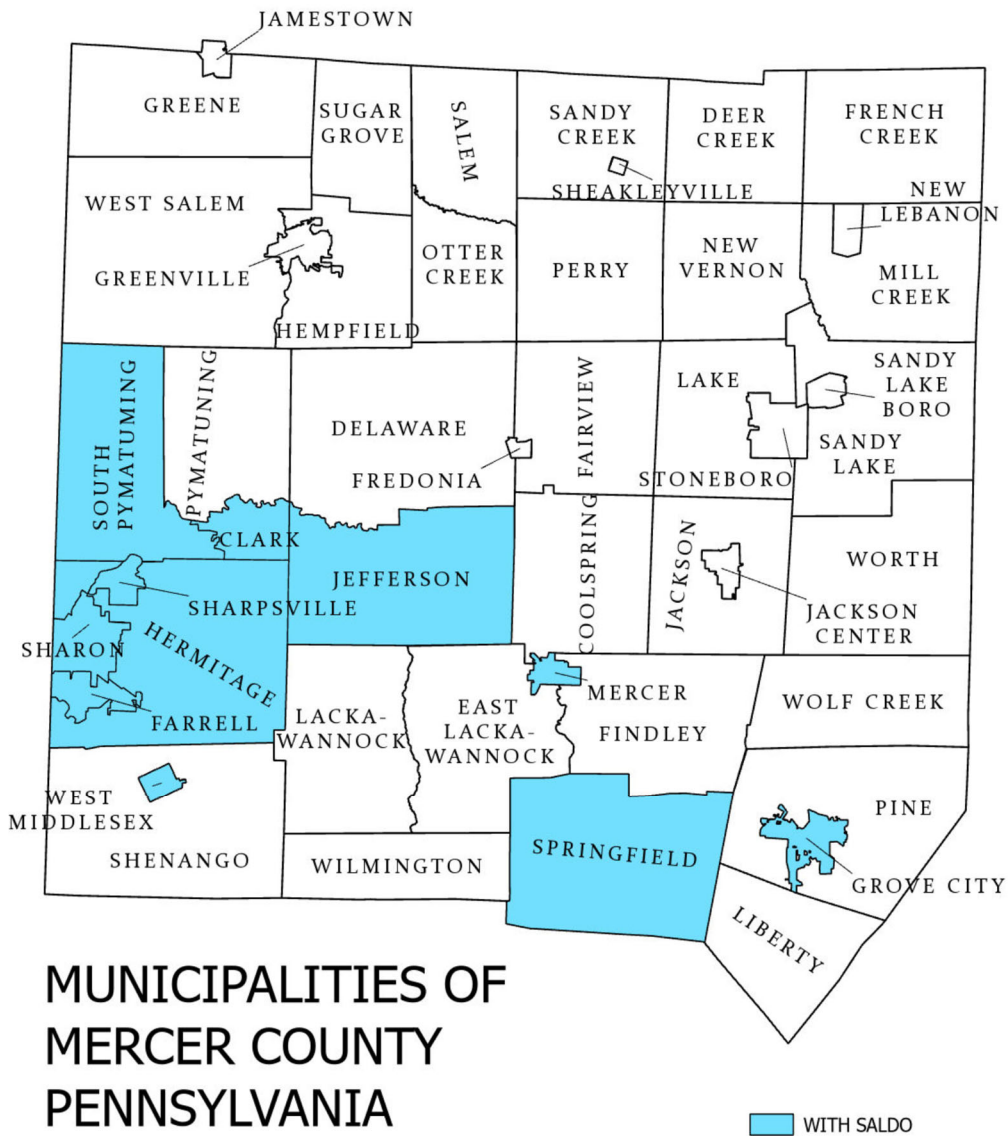 JAMESTOWN
GREENE
SUGAR
GROVE
SALEM
SANDY
CREEK
DEER
CREEK
FRENCH
CREEK
SHEAKLEYVILLE
NEW
LEBANON
WEST SALEM
GREENVILLE
HEMPFIELD
OTTER
CREEK
PERRY
NEW
VERNON
MILL
CREEK
SOUTH
PYMATUMING
PYMATUNING
DELAWARE
FREDONIA
FAIRVIEW
LAKE
STONEBORO
SANDY
LAKE
BORO
SANDY
LAKE
CLARK
JEFFERSON
COOLSPRING
JACKSON
JACKSON
CENTER
WORTH
SHARPSVILLE
SHARON
HERMITAGE
FARRELL
LACKA-
WANNOCK
EAST
LACKA-
WANNOCK
MERCER
FINDLEY
WOLF CREEK
WEST
MIDDLESEX
SHENANGO
WILMINGTON
SPRINGFIELD
PINE
GROVE CITY
LIBERTY
MUNICIPALITIES OF
MERCER COUNTY
PENNSYLVANIA
WITH SALDO